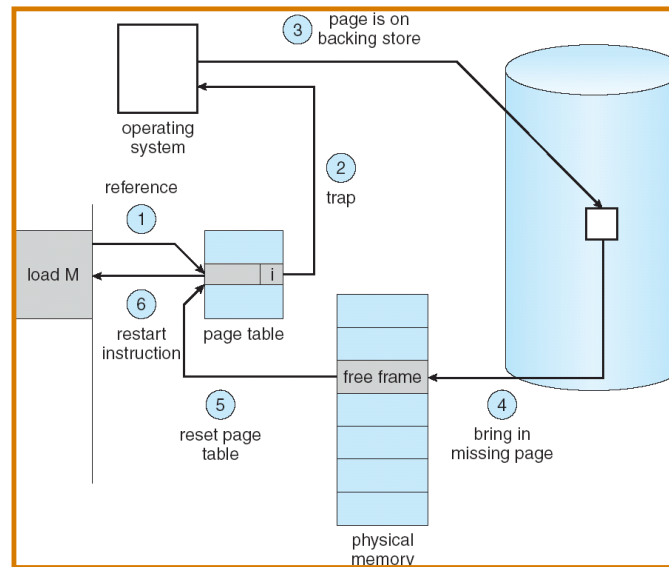 3
page is on
backing store
operating
system
2
trap
reference
1
load M
i
6
restart
instruction
page table
5
reset page
table
free frame
4
bring in
missing page
physical
memory